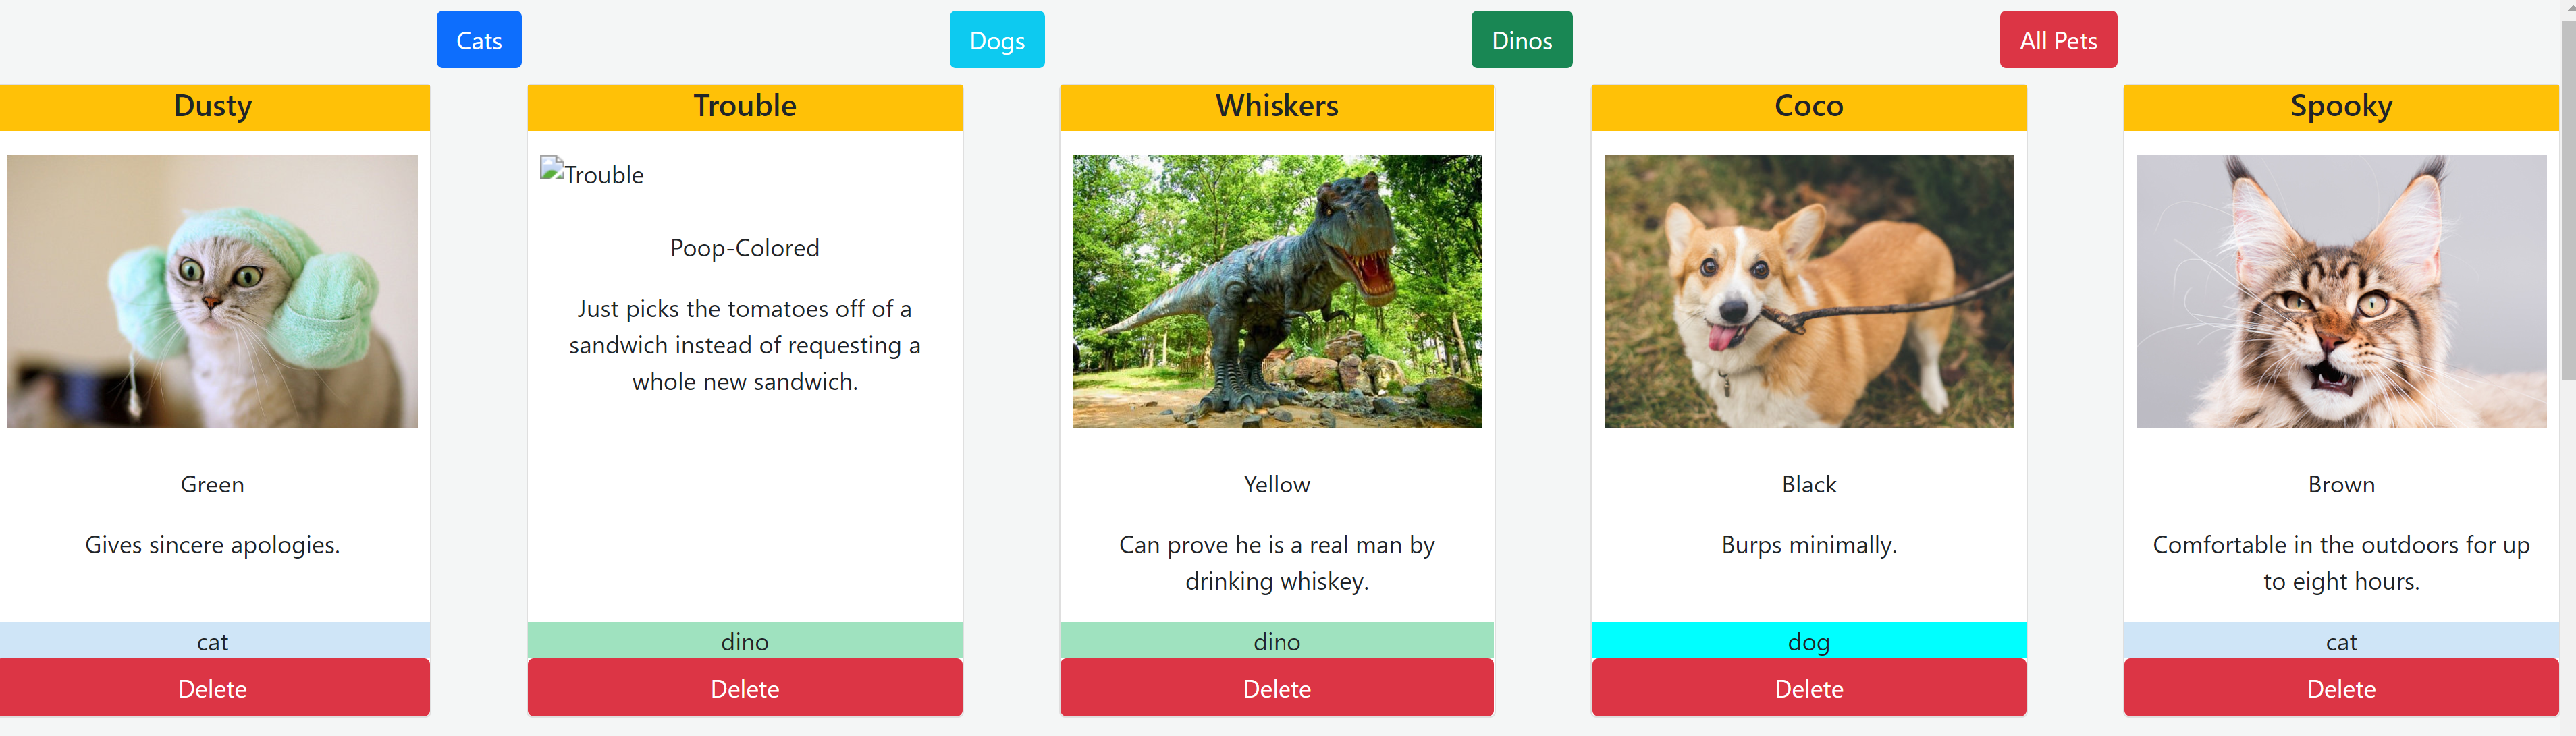 Cats
Dogs
Dinos
All Pets
Dusty
Green
Gives sincere apologies.
cat
Delete
Trouble
Trouble
Poop-Colored
Just picks the tomatoes off of a
sandwich instead of requesting a
whole new sandwich.
dino
Delete
Whiskers
Yellow
Can prove he is a real man by
drinking whiskey.
dino
Delete
Coco
Black
Burps minimally.
dog
Delete
Spooky
Brown
Comfortable in the outdoors for up
to eight hours.
cat
Delete